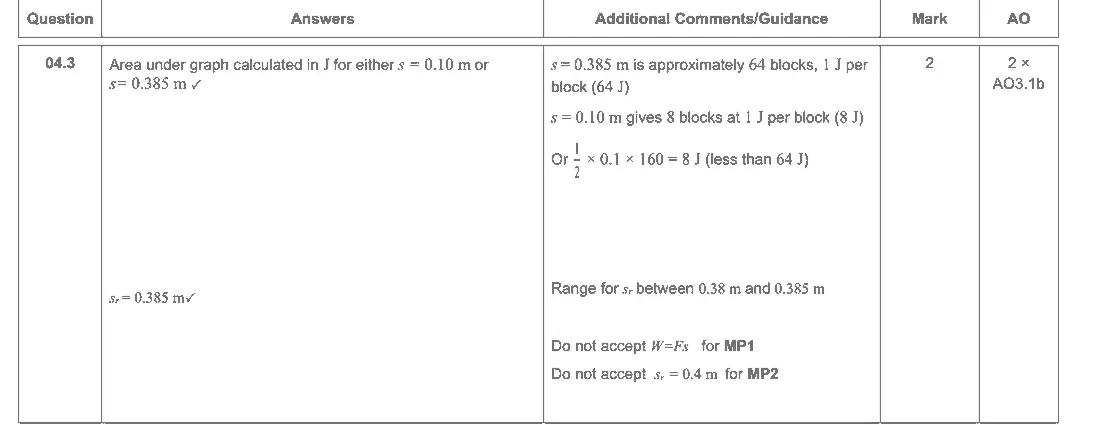 Question Answers Additional Comments/Guidance Mark AO
04.3 Area under graph calculated in J for either s = 0.10 m or s = 0.385 m is approximately 64 blocks, 1 J per 2 2 ×
s= 0.385 m ✓ block (64 J) AO3.1b
s = 0.10 m gives 8 blocks at 1 J per block (8 J)
Or 1/2 × 0.1 × 160 = 8 J (less than 64 J)
sᵣ = 0.385 m✓ Range for sᵣ between 0.38 m and 0.385 m
Do not accept W=Fs for MP1
Do not accept sᵣ = 0.4 m for MP2